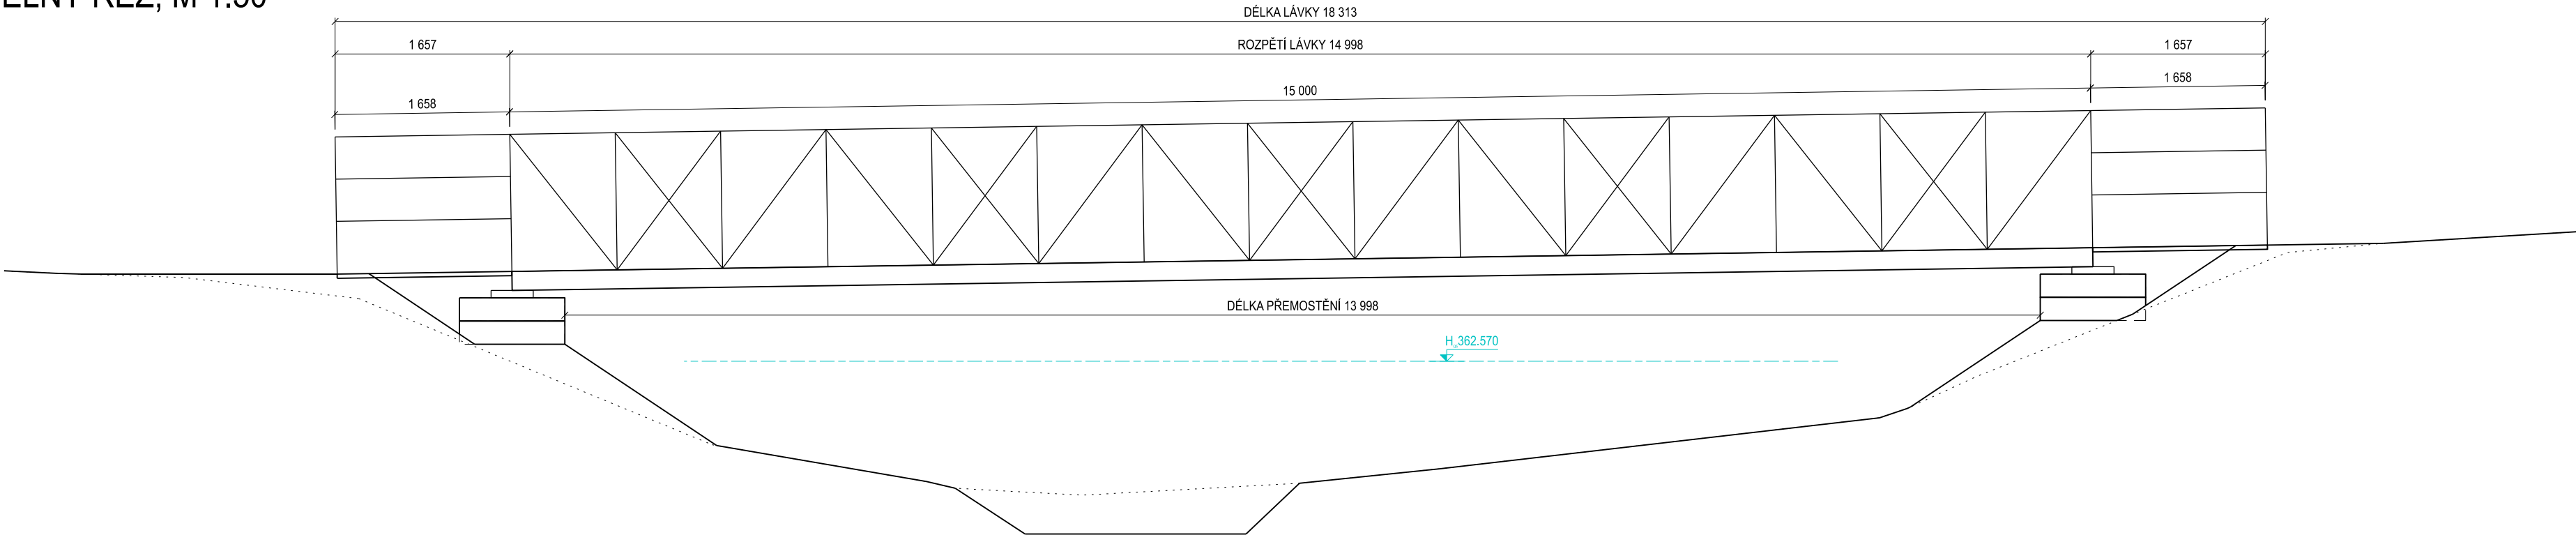 DÉLKA LÁVKY 18 313
1 657
ROZPĚTÍ LÁVKY 14 998
1 657
1 658
15 000
1 658
DÉLKA PŘEMOSTĚNÍ 13 998
H_362.570